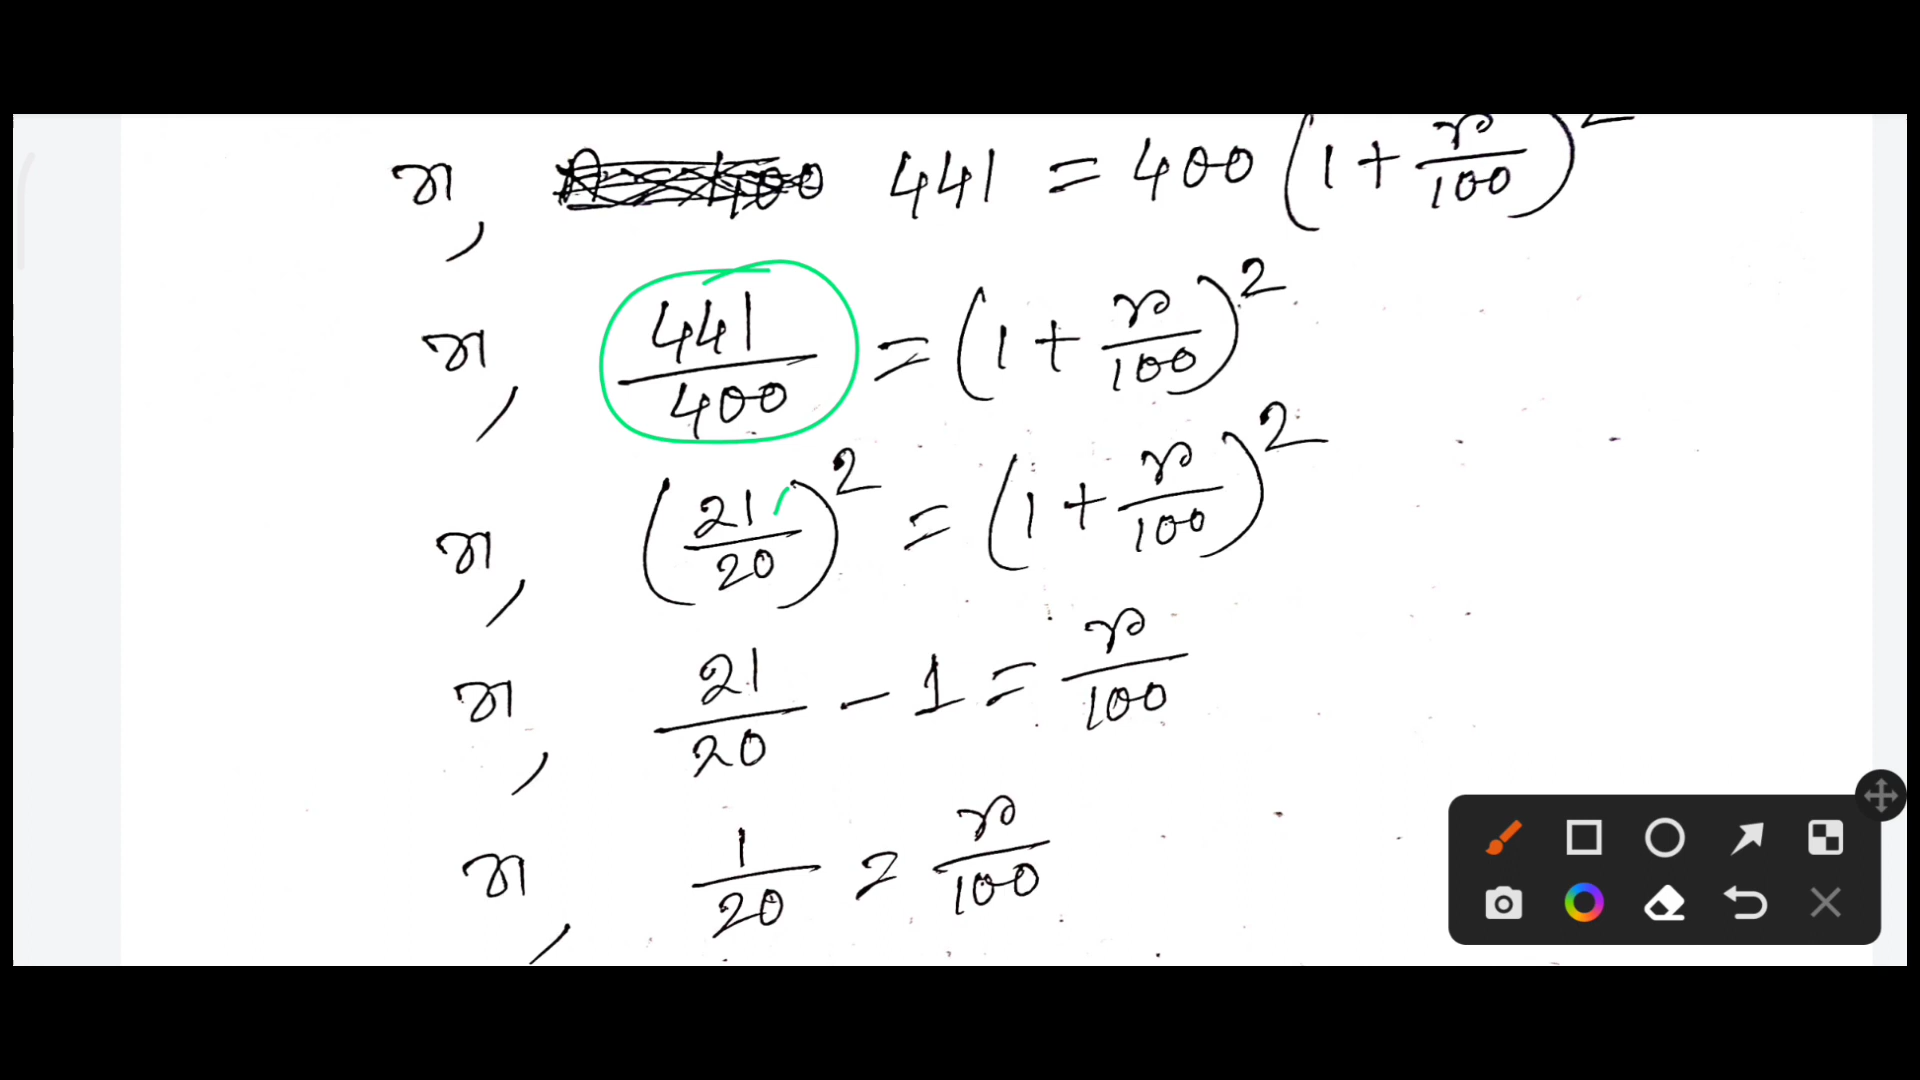 বা, 441 = 400 (1 + r/100)²
বা, 441/400 = (1 + r/100)²
বা, (21/20)² = (1 + r/100)²
বা, 21/20 - 1 = r/100
বা, 1/20 = r/100